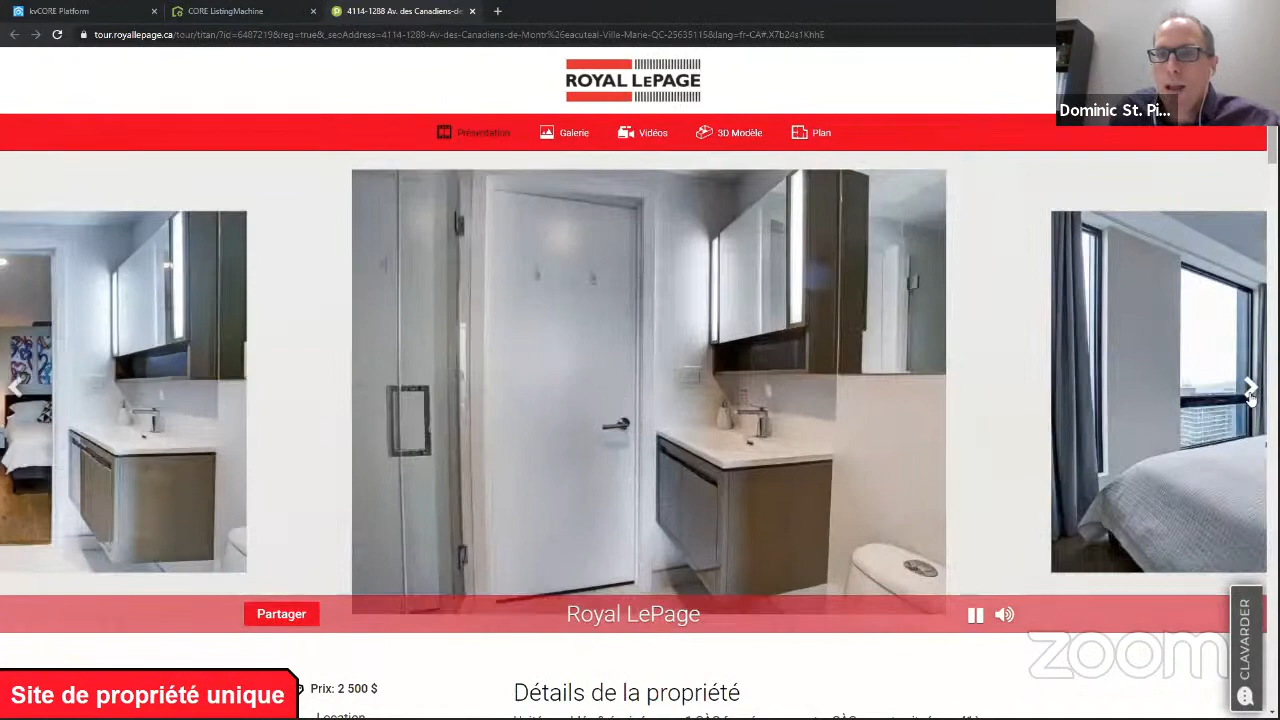 kvCORE Platform
CORE ListingMachine
4114-1288 Av. des Canadiens-de-
tour.royallepage.ca/tour/titan/?id=6487219&reg=true&_seoAddress=4114-1288-Av-des-Canadiens-de-Montr%26eacuteal-Ville-Marie-QC-25635115&lang=fr-CA#.X7b24s1KhhE
Dominic St. Pi...
ROYAL LEPAGE
Présentation
Galerie
Vidéos
3D Modèle
Plan
Partager
Royal LePage
zoom
CLAVARDER
Site de propriété unique
Prix: 2 500 $
Détails de la propriété
Location